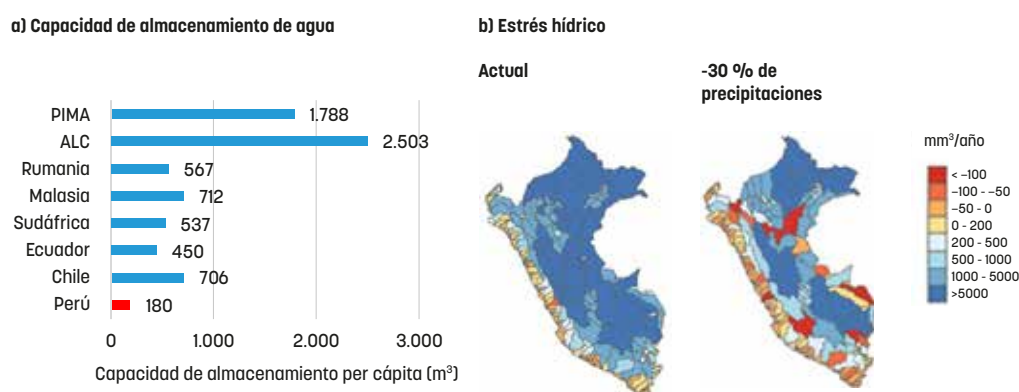 a) Capacidad de almacenamiento de agua
PIMA 1.788
ALC 2.503
Rumania 567
Malasia 712
Sudáfrica 537
Ecuador 450
Chile 706
Perú 180
0 1.000 2.000 3.000
Capacidad de almacenamiento per cápita (m³)
b) Estrés hídrico
Actual
-30 % de
precipitaciones
mm³/año
< -100
-100 - -50
-50 - 0
0 - 200
200 - 500
500 - 1000
1000 - 5000
>5000